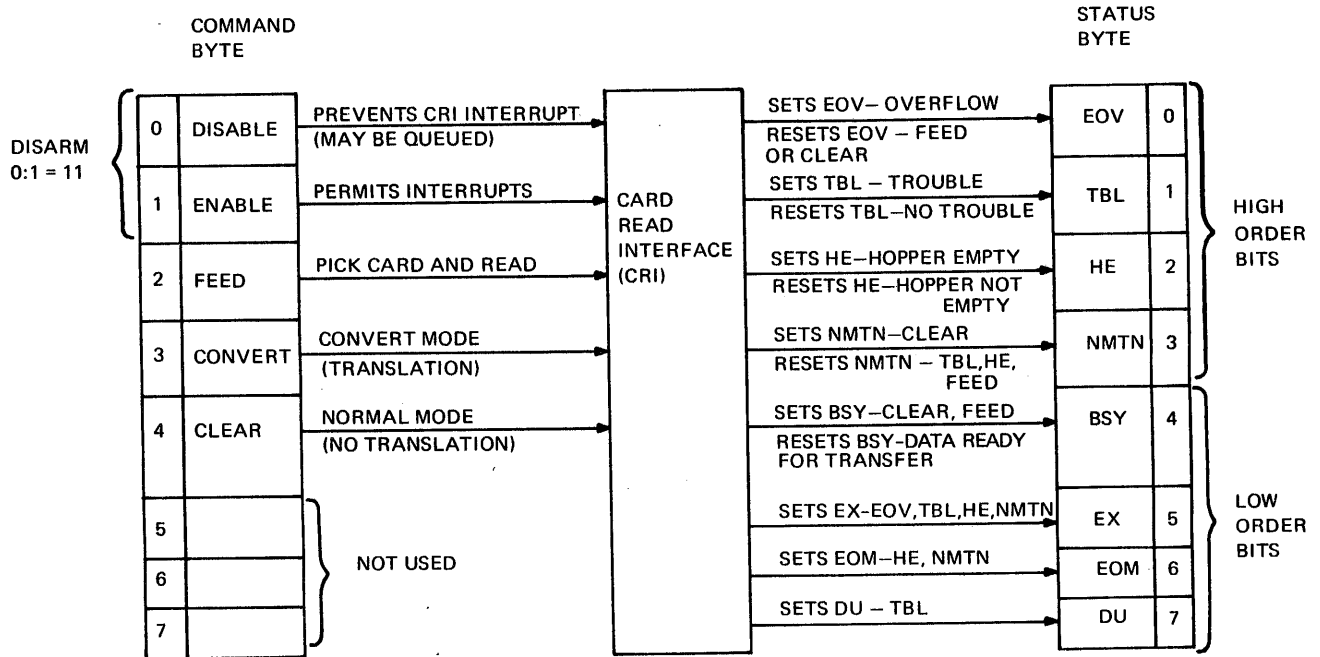 COMMAND
BYTE
STATUS
BYTE
DISARM
0:1 = 11
0 DISABLE
PREVENTS CRI INTERRUPT
(MAY BE QUEUED)
1 ENABLE
PERMITS INTERRUPTS
2 FEED
PICK CARD AND READ
3 CONVERT
CONVERT MODE
(TRANSLATION)
4 CLEAR
NORMAL MODE
(NO TRANSLATION)
5
6
7
NOT USED
CARD
READ
INTERFACE
(CRI)
SETS EOV– OVERFLOW
RESETS EOV – FEED
OR CLEAR
EOV 0
SETS TBL – TROUBLE
RESETS TBL–NO TROUBLE
TBL 1
SETS HE–HOPPER EMPTY
RESETS HE–HOPPER NOT
EMPTY
HE 2
SETS NMTN–CLEAR
RESETS NMTN – TBL,HE,
FEED
NMTN 3
SETS BSY–CLEAR, FEED
RESETS BSY-DATA READY
FOR TRANSFER
BSY 4
SETS EX-EOV,TBL,HE,NMTN
EX 5
SETS EOM–HE, NMTN
EOM 6
SETS DU – TBL
DU 7
HIGH
ORDER
BITS
LOW
ORDER
BITS